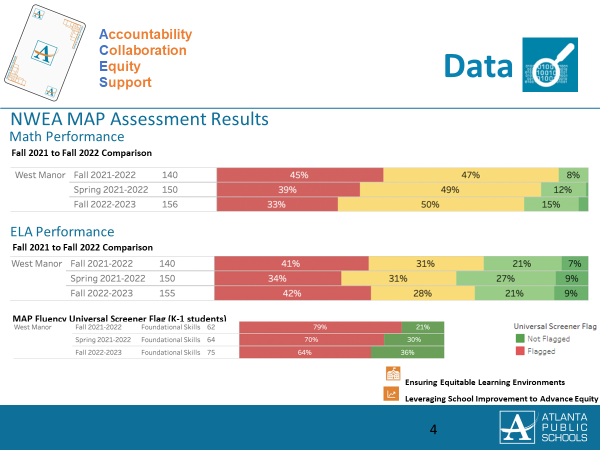 Accountability
Collaboration
Equity
Support
Data
NWEA MAP Assessment Results
Math Performance
Fall 2021 to Fall 2022 Comparison
West Manor Fall 2021-2022 140 45% 47% 8%
Spring 2021-2022 150 39% 49% 12%
Fall 2022-2023 156 33% 50% 15%
ELA Performance
Fall 2021 to Fall 2022 Comparison
West Manor Fall 2021-2022 140 41% 31% 21% 7%
Spring 2021-2022 150 34% 31% 27% 9%
Fall 2022-2023 155 42% 28% 21% 9%
MAP Fluency Universal Screener Flag (K-1 students)
West Manor Fall 2021-2022 Foundational Skills 62 79% 21%
Spring 2021-2022 Foundational Skills 64 70% 30%
Fall 2022-2023 Foundational Skills 75 64% 36%
Universal Screener Flag
Not Flagged
Flagged
Ensuring Equitable Learning Environments
Leveraging School Improvement to Advance Equity
4
ATLANTA
PUBLIC
SCHOOLS